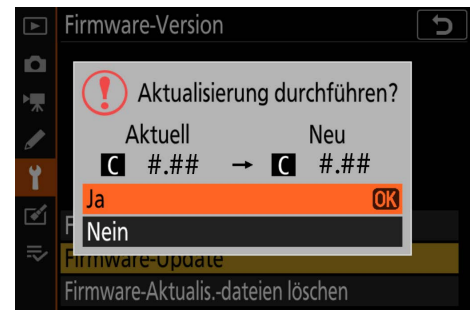 Firmware-Version
Aktualisierung durchführen?
Aktuell Neu
C #.## → C #.##
Ja OK
Nein
Firmware-Update
Firmware-Aktualis.-dateien löschen